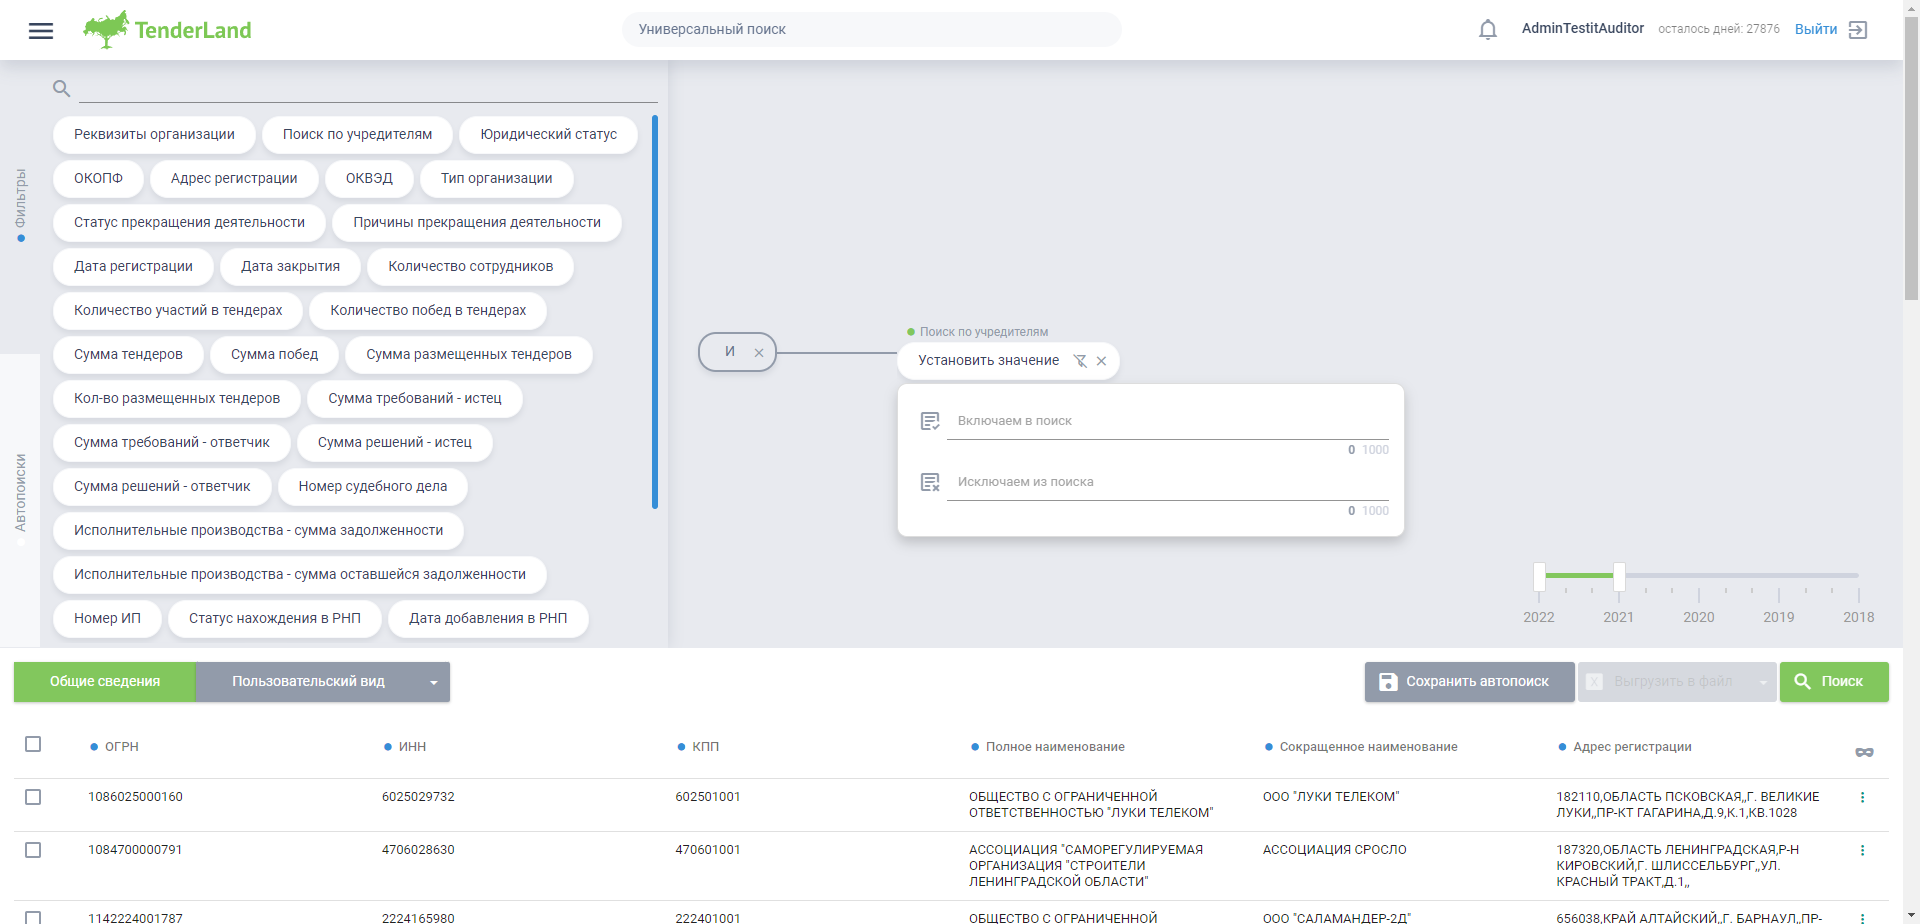 TenderLand
Универсальный поиск
AdminTestitAuditor
осталось дней: 27876
Выйти
Фильтры
Автопоиски
Реквизиты организации
Поиск по учредителям
Юридический статус
ОКОПФ
Адрес регистрации
ОКВЭД
Тип организации
Статус прекращения деятельности
Причины прекращения деятельности
Дата регистрации
Дата закрытия
Количество сотрудников
Количество участий в тендерах
Количество побед в тендерах
Сумма тендеров
Сумма побед
Сумма размещенных тендеров
Кол-во размещенных тендеров
Сумма требований - истец
Сумма требований - ответчик
Сумма решений - истец
Сумма решений - ответчик
Номер судебного дела
Исполнительные производства - сумма задолженности
Исполнительные производства - сумма оставшейся задолженности
Номер ИП
Статус нахождения в РНП
Дата добавления в РНП
И
Поиск по учредителям
Установить значение
Включаем в поиск
0 1000
Исключаем из поиска
0 1000
2022 2021 2020 2019 2018
Общие сведения
Пользовательский вид
Сохранить автопоиск
Выгрузить в файл
Поиск
ОГРН ИНН КПП Полное наименование Сокращенное наименование Адрес регистрации
1086025000160 6025029732 602501001
ОБЩЕСТВО С ОГРАНИЧЕННОЙ
ОТВЕТСТВЕННОСТЬЮ "ЛУКИ ТЕЛЕКОМ"
ООО "ЛУКИ ТЕЛЕКОМ"
182110,ОБЛАСТЬ ПСКОВСКАЯ,,Г. ВЕЛИКИЕ
ЛУКИ,,ПР-КТ ГАГАРИНА,Д.9,К.1,КВ.1028
1084700000791 4706028630 470601001
АССОЦИАЦИЯ "САМОРЕГУЛИРУЕМАЯ
ОРГАНИЗАЦИЯ "СТРОИТЕЛИ
ЛЕНИНГРАДСКОЙ ОБЛАСТИ"
АССОЦИАЦИЯ СРОСЛО
187320,ОБЛАСТЬ ЛЕНИНГРАДСКАЯ,Р-Н
КИРОВСКИЙ,Г. ШЛИССЕЛЬБУРГ,,УЛ.
КРАСНЫЙ ТРАКТ,Д.1,,
1142224001787 2224165980 222401001
ОБЩЕСТВО С ОГРАНИЧЕННОЙ
ООО "САЛАМАНДЕР-2Д"
656038,КРАЙ АЛТАЙСКИЙ,,Г. БАРНАУЛ,,ПР-